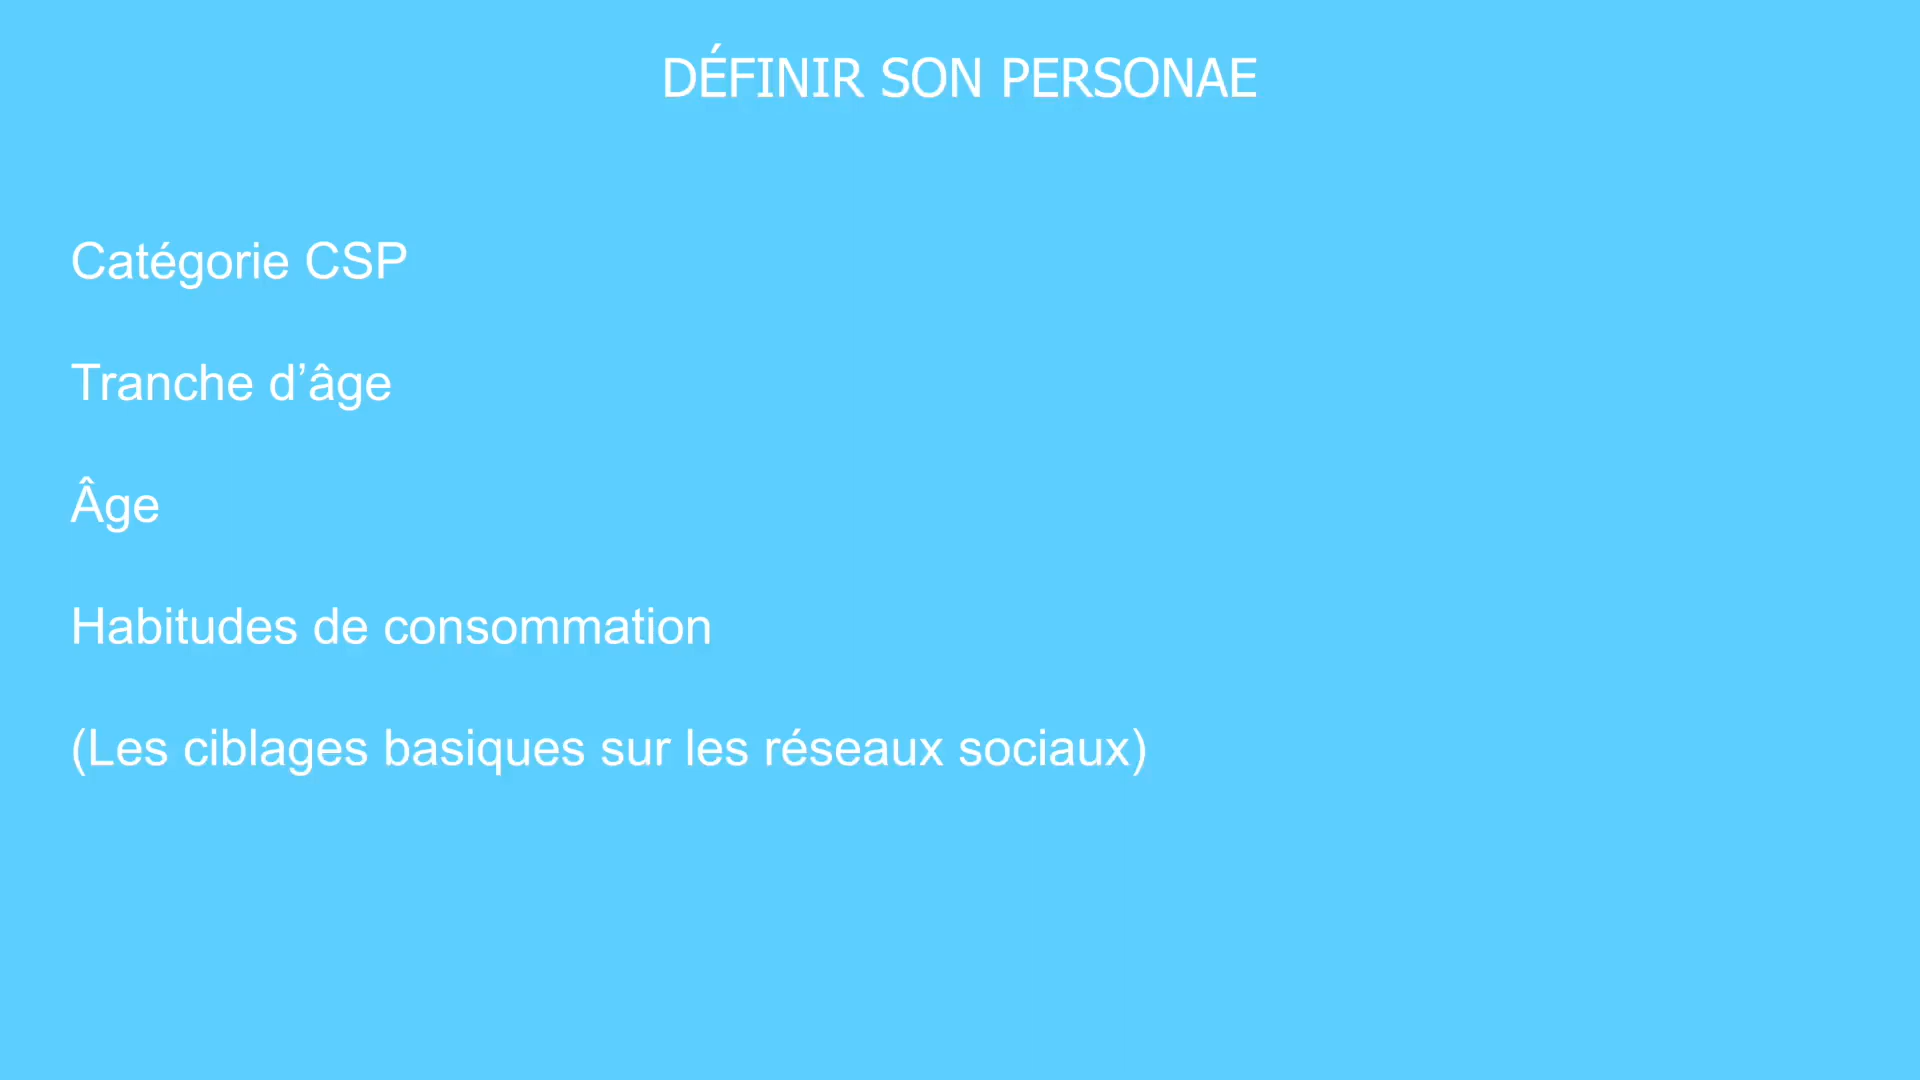 DÉFINIR SON PERSONAE
Catégorie CSP
Tranche d’âge
Âge
Habitudes de consommation
(Les ciblages basiques sur les réseaux sociaux)